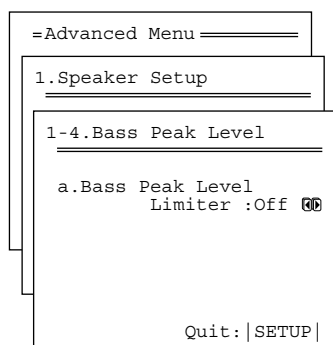 =Advanced Menu
1.Speaker Setup
1-4.Bass Peak Level
a.Bass Peak Level
Limiter :Off
Quit:|SETUP|